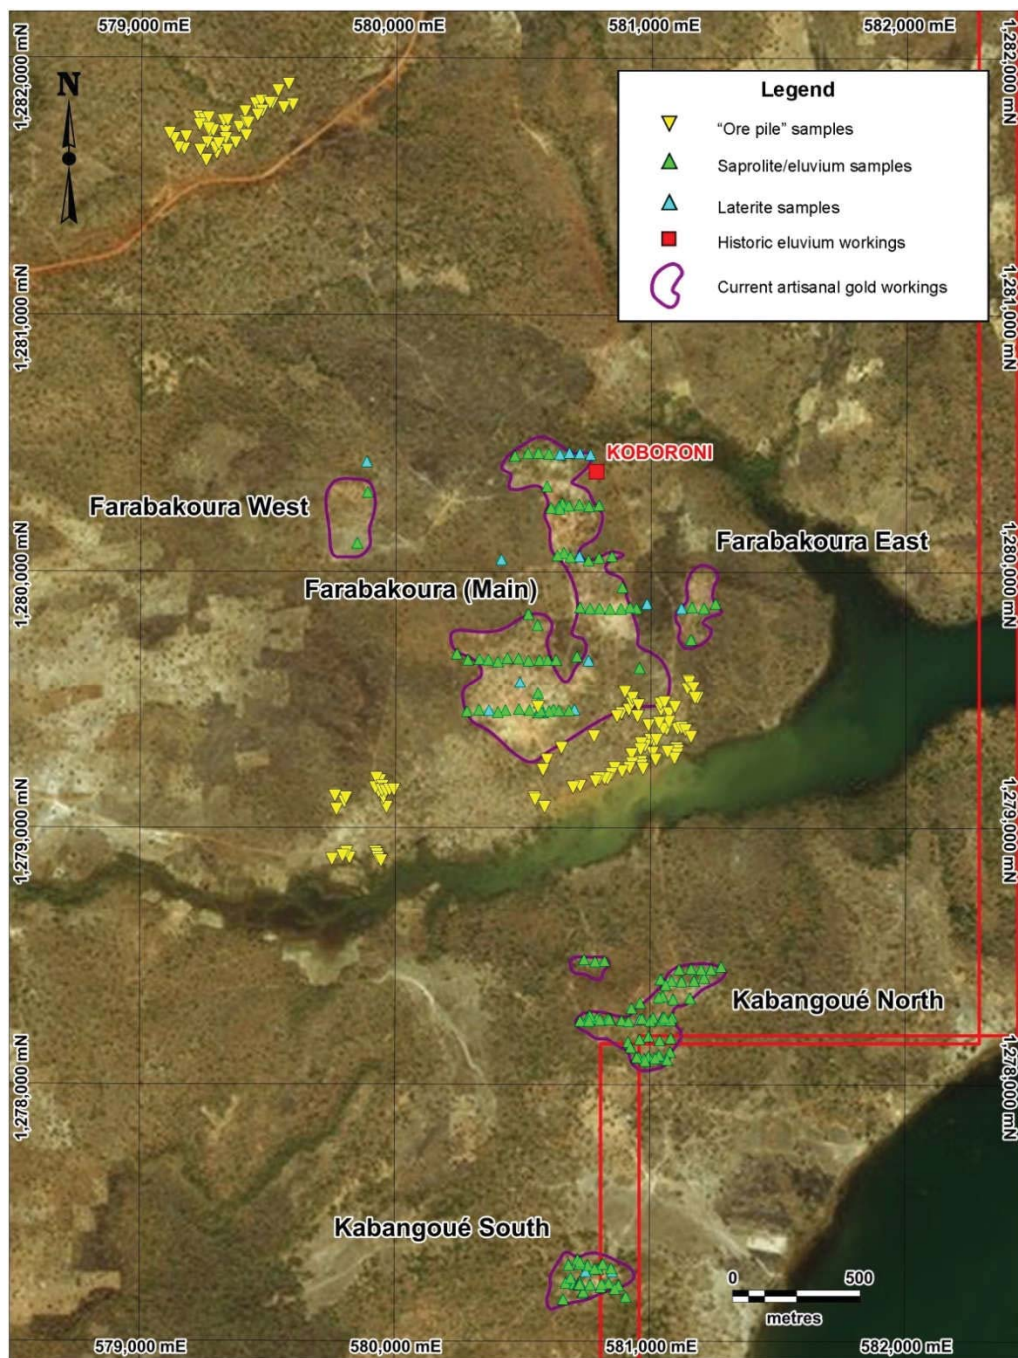 579,000 mE
580,000 mE
581,000 mE
582,000 mE
1,282,000 mN
1,282,000 mN
N
Legend
“Ore pile” samples
Saprolite/eluvium samples
Laterite samples
Historic eluvium workings
Current artisanal gold workings
1,281,000 mN
1,281,000 mN
KOBORONI
Farabakoura West
Farabakoura East
Farabakoura (Main)
1,280,000 mN
1,280,000 mN
1,279,000 mN
1,279,000 mN
Kabangoué North
1,278,000 mN
1,278,000 mN
Kabangoué South
0
500
metres
579,000 mE
580,000 mE
581,000 mE
582,000 mE